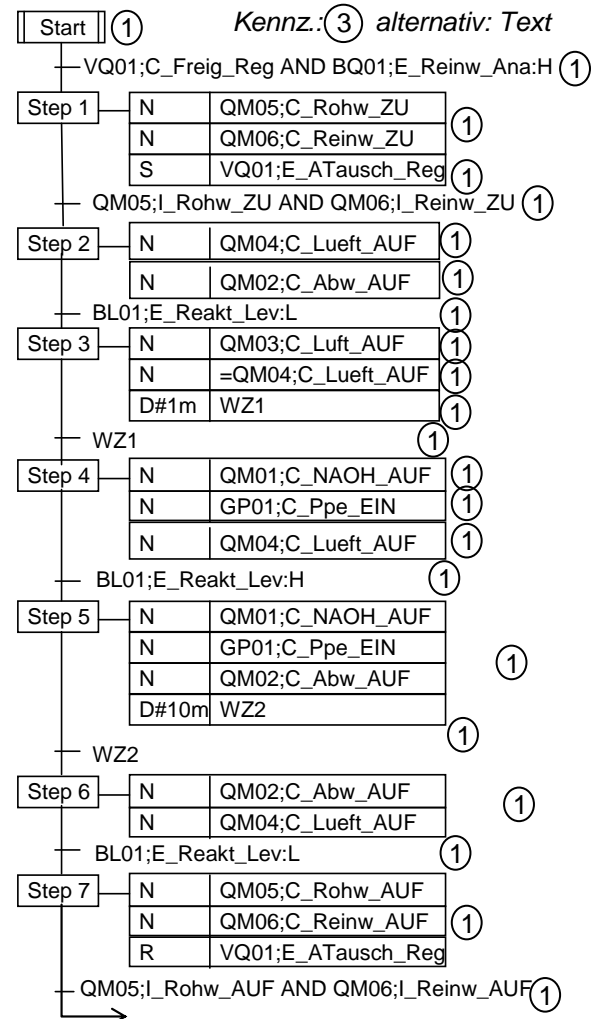 Start ① Kennz.:③ alternativ: Text
VQ01;C_Freig_Reg AND BQ01;E_Reinw_Ana:H ①
Step 1 N QM05;C_Rohw_ZU ①
N QM06;C_Reinw_ZU
S VQ01;E_ATausch_Reg ①
QM05;I_Rohw_ZU AND QM06;I_Reinw_ZU ①
Step 2 N QM04;C_Lueft_AUF ①
N QM02;C_Abw_AUF ①
BL01;E_Reakt_Lev:L ①
Step 3 N QM03;C_Luft_AUF ①
N =QM04;C_Lueft_AUF ①
D#1m WZ1 ①
WZ1 ①
Step 4 N QM01;C_NAOH_AUF ①
N GP01;C_Ppe_EIN ①
N QM04;C_Lueft_AUF ①
BL01;E_Reakt_Lev:H ①
Step 5 N QM01;C_NAOH_AUF
N GP01;C_Ppe_EIN ①
N QM02;C_Abw_AUF
D#10m WZ2
①
WZ2
Step 6 N QM02;C_Abw_AUF ①
N QM04;C_Lueft_AUF
BL01;E_Reakt_Lev:L ①
Step 7 N QM05;C_Rohw_AUF
N QM06;C_Reinw_AUF ①
R VQ01;E_ATausch_Reg
QM05;I_Rohw_AUF AND QM06;I_Reinw_AUF ①